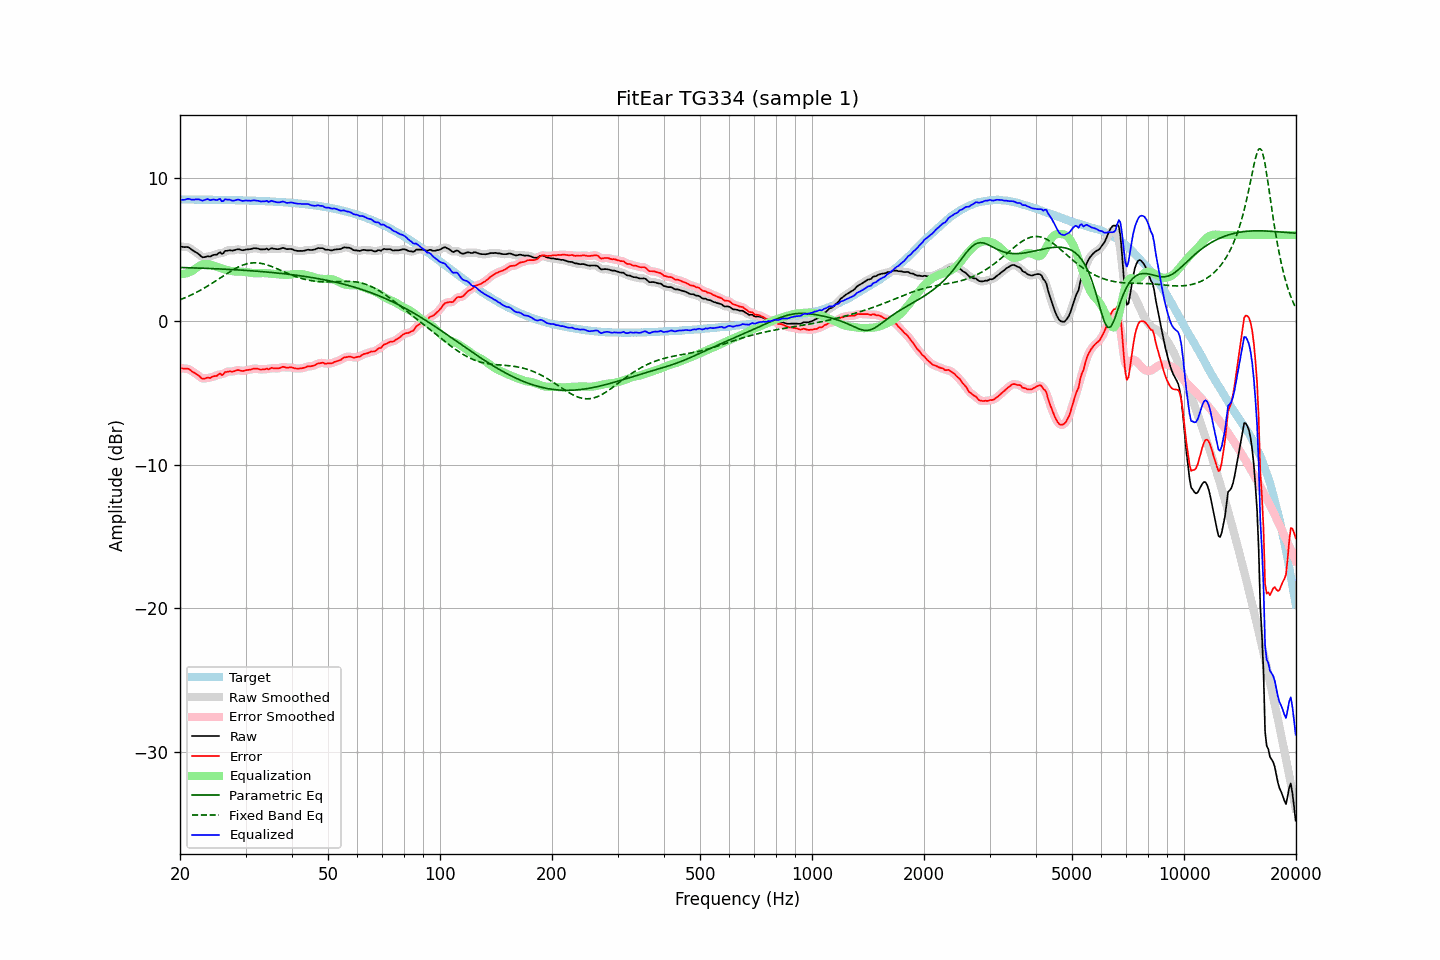 FitEar TG334 (sample 1)
10
0
−10
−20
−30
Amplitude (dBr)
Target
Raw Smoothed
Error Smoothed
Raw
Error
Equalization
Parametric Eq
Fixed Band Eq
Equalized
20 50 100 200 500 1000 2000 5000 10000 20000
Frequency (Hz)